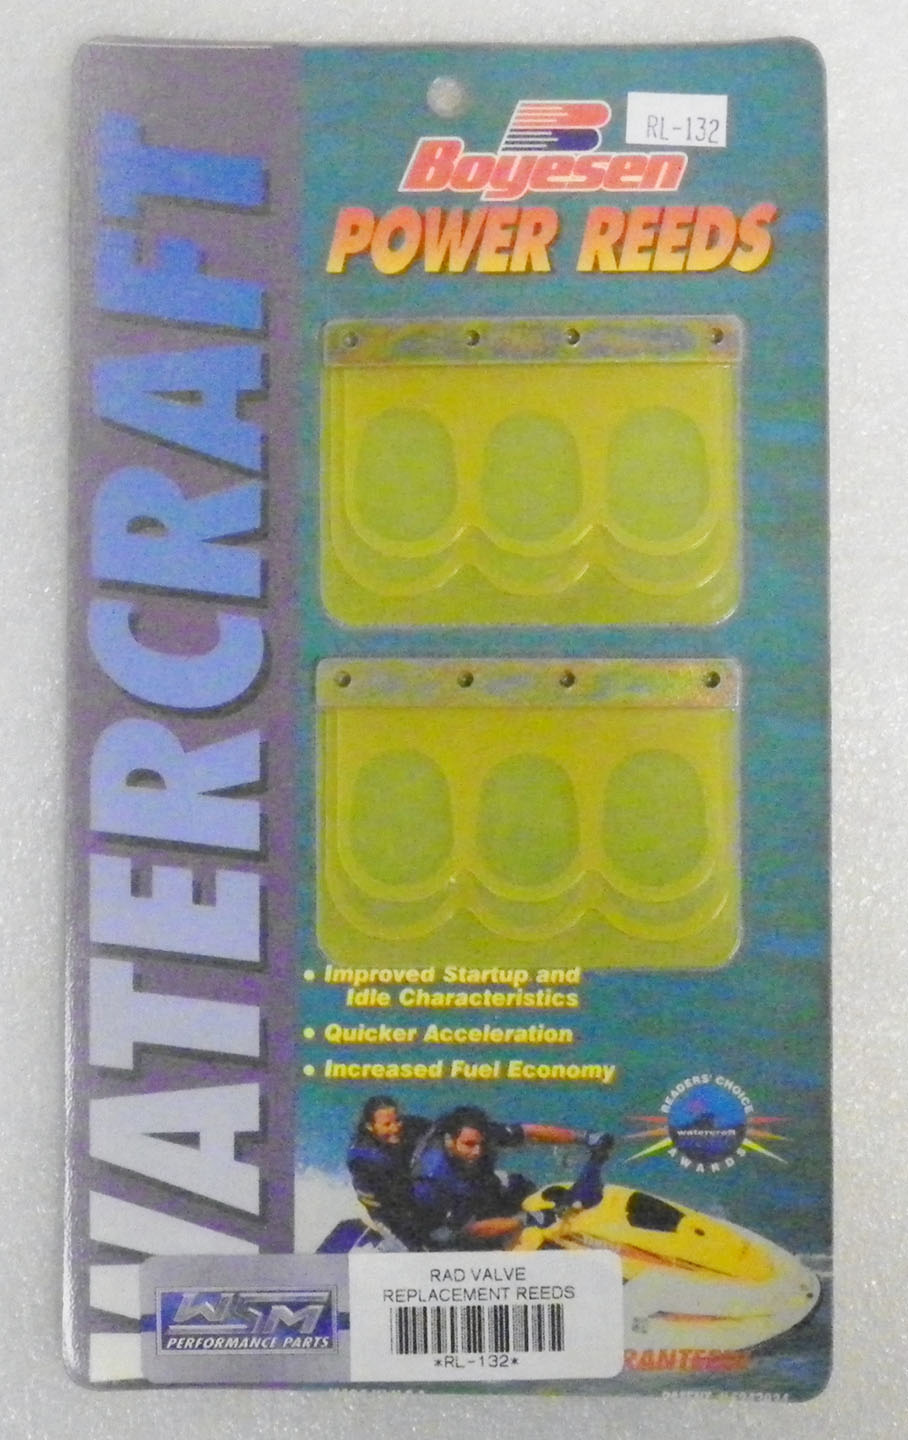 WATERCRAFT
RL-132
Boyesen
POWER REEDS
• Improved Startup and
Idle Characteristics
• Quicker Acceleration
• Increased Fuel Economy
READERS' CHOICE
watercraft
AWARDS
WSM
PERFORMANCE PARTS
RAD VALVE
REPLACEMENT REEDS
*RL-132*